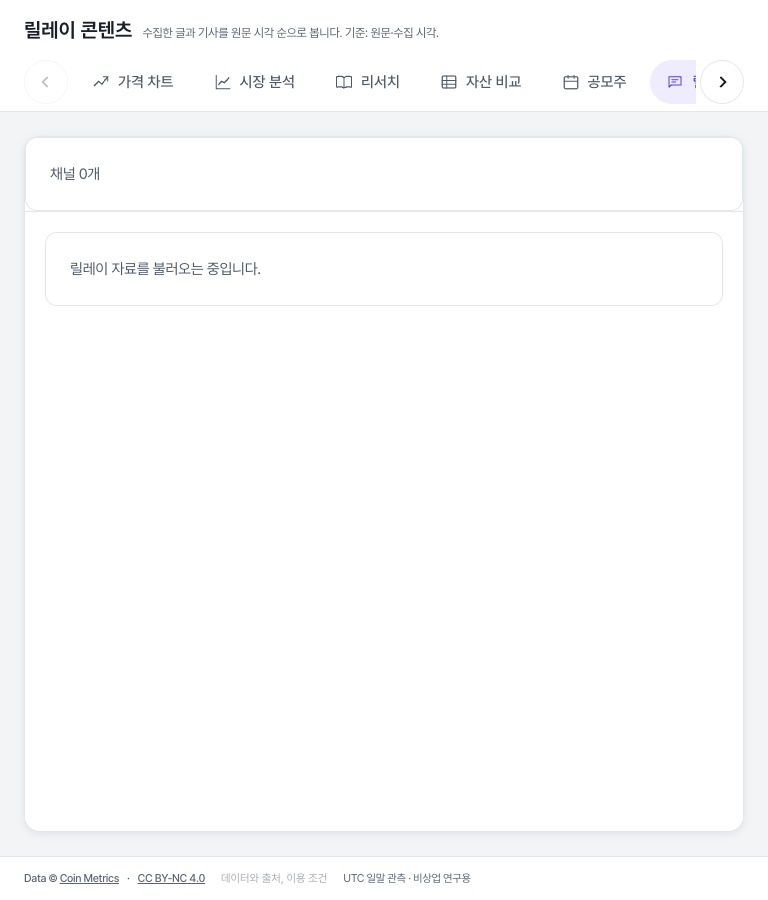 릴레이 콘텐츠 수집한 글과 기사를 원문 시각 순으로 봅니다. 기준: 원문·수집 시각.
가격 차트 시장 분석 리서치 자산 비교 공모주
채널 0개
릴레이 자료를 불러오는 중입니다.
Data © Coin Metrics · CC BY-NC 4.0 데이터와 출처, 이용 조건 UTC 일말 관측 · 비상업 연구용